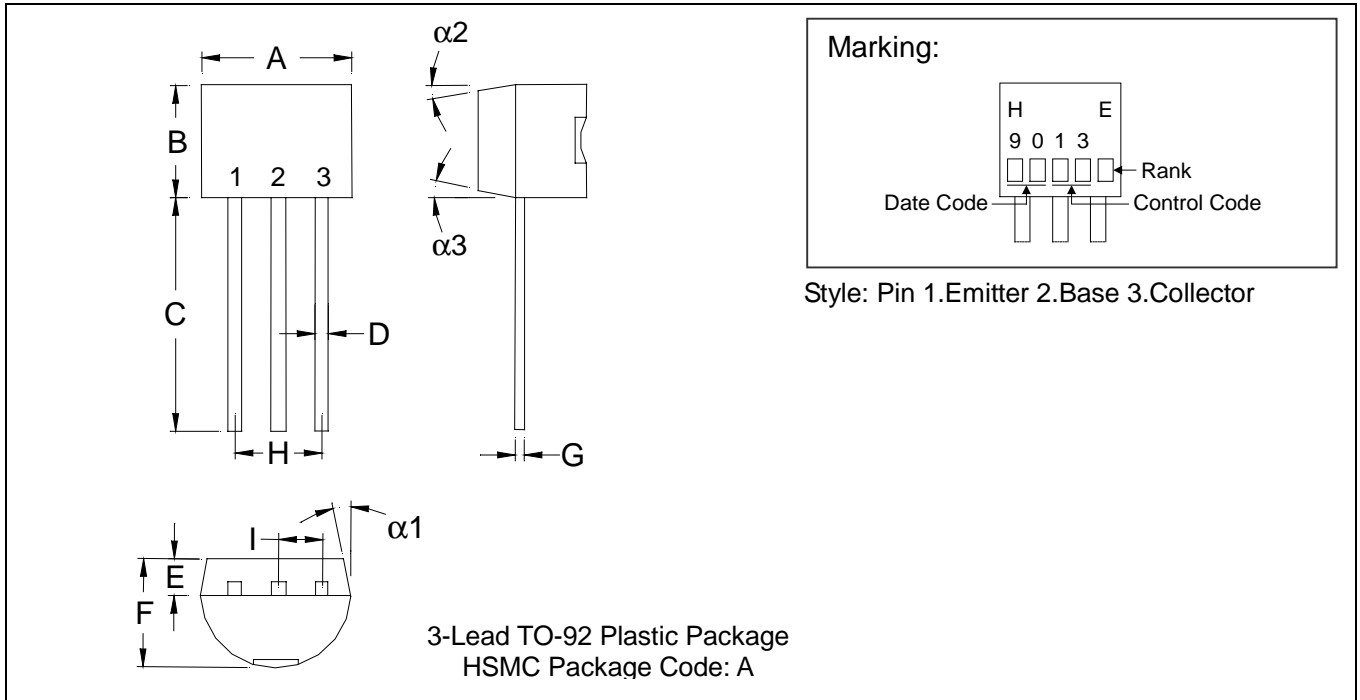 α2
A
B
1 2 3
α3
C
D
H
G
α1
I
E
F
3-Lead TO-92 Plastic Package
HSMC Package Code: A
Marking:
H E
9 0 1 3
Rank
Date Code
Control Code
Style: Pin 1.Emitter 2.Base 3.Collector